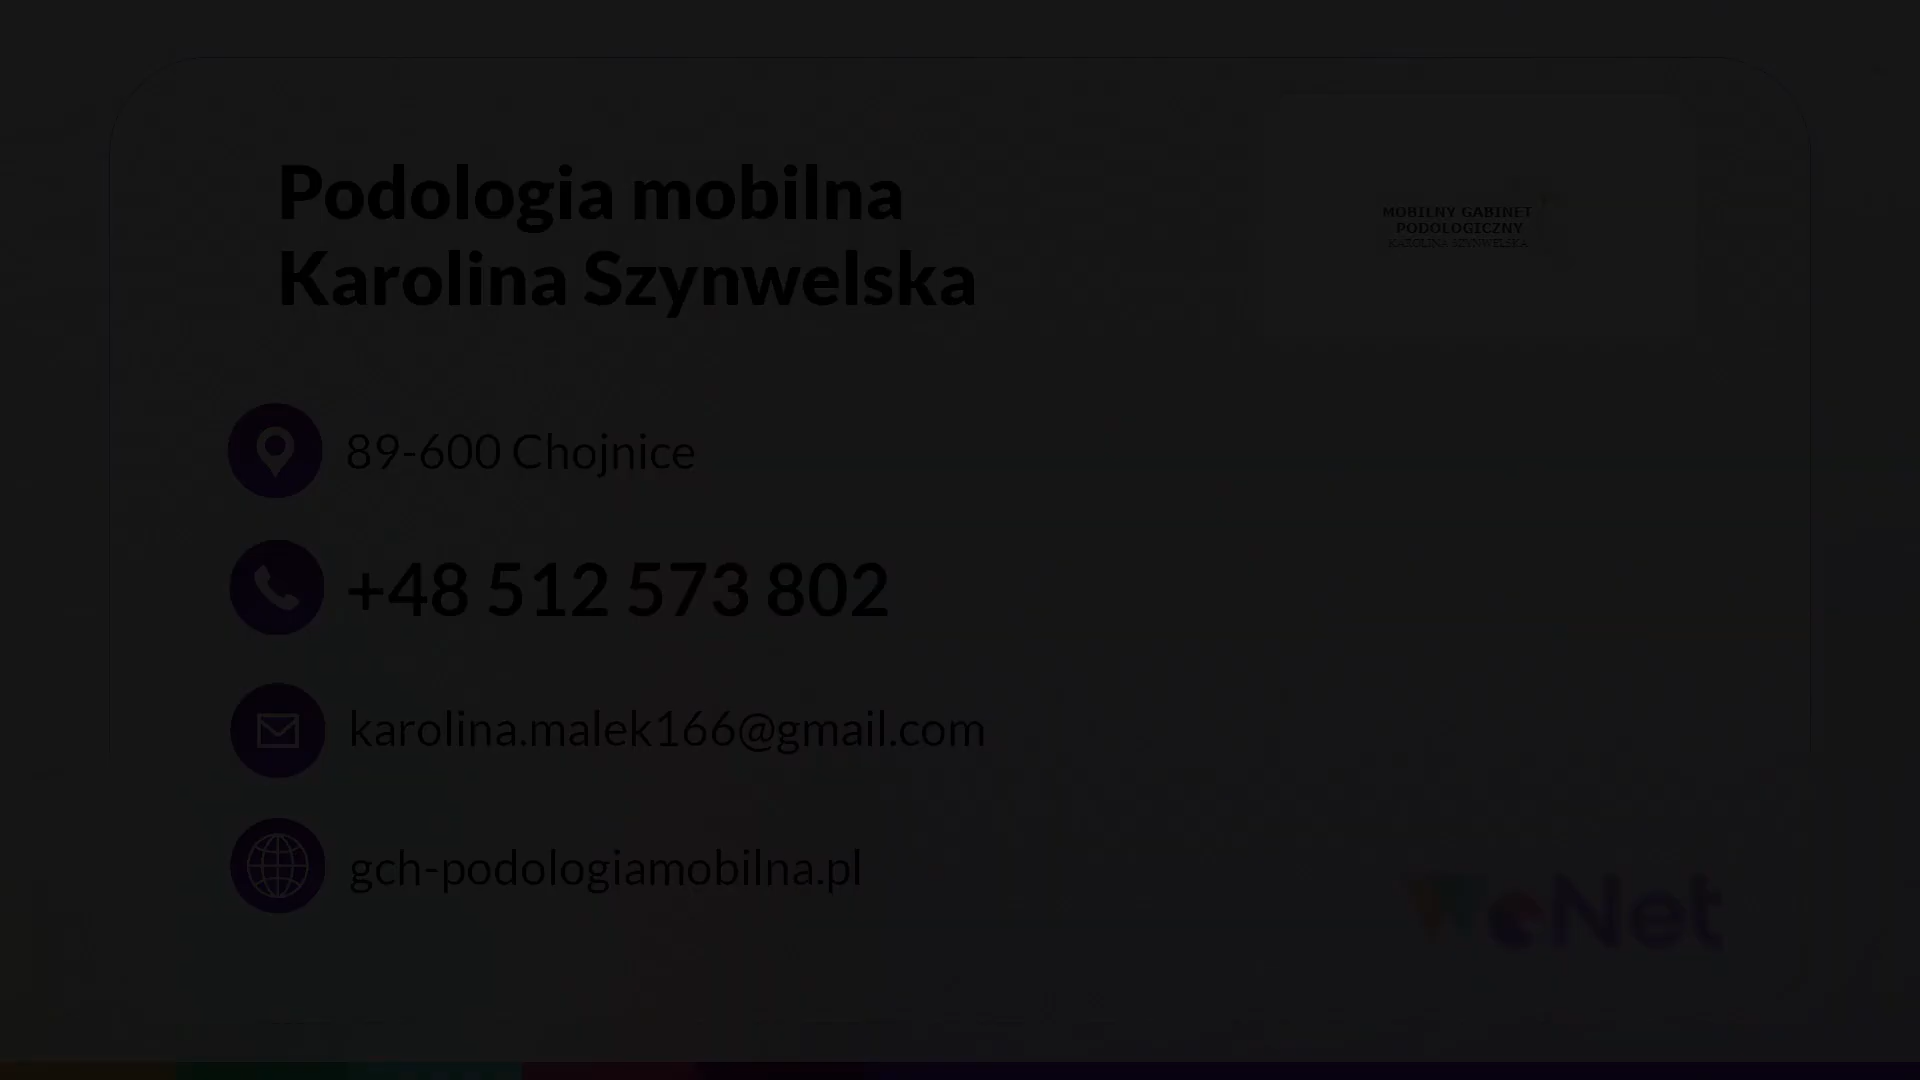 Podologia mobilna
Karolina Szynwelska
MOBILNY GABINET
PODOLOGICZNY
KAROLINA SZYNWELSKA
89-600 Chojnice
+48 512 573 802
karolina.malek166@gmail.com
gch-podologiamobilna.pl
WeNet